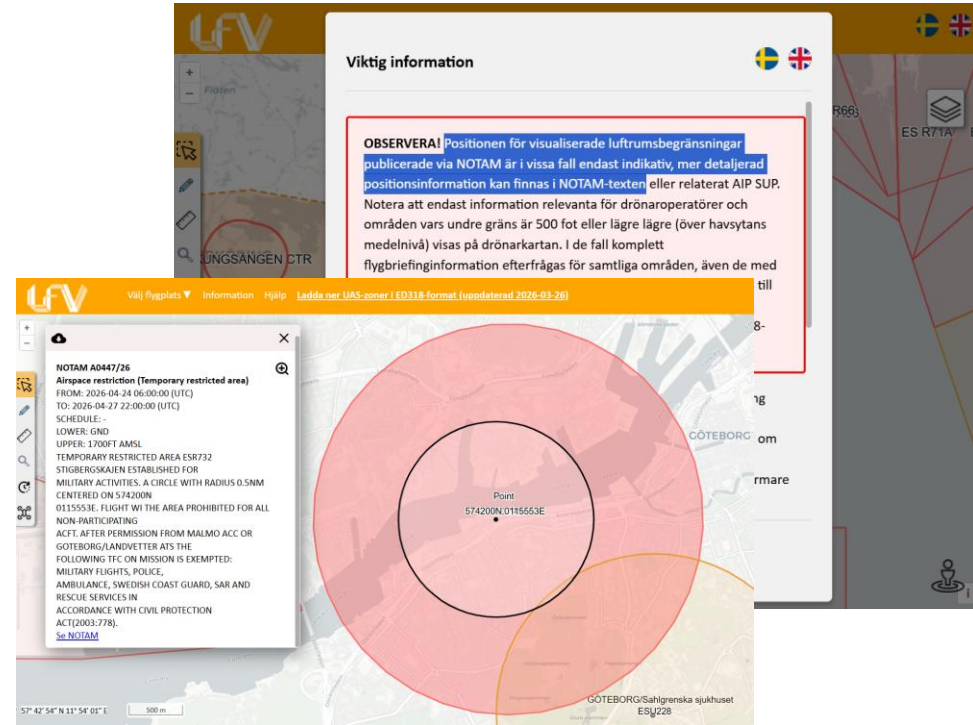 LFV
Viktig information
+
−
Floten
R663
ES R71A
OBSERVERA! Positionen för visualiserade luftrumsbegränsningar
publicerade via NOTAM är i vissa fall endast indikativ, mer detaljerad
positionsinformation kan finnas i NOTAM-texten eller relaterat AIP SUP.
Notera att endast information relevanta för drönaroperatörer och
områden vars undre gräns är 500 fot eller lägre lägre (över havsytans
medelnivå) visas på drönarkartan. I de fall komplett
flygbriefinginformation efterfrågas för samtliga områden, även de med
till
8-
ng
om
rmare
UNGSÄNGEN CTR
LFV
Välj flygplats▼ Information Hjälp Ladda ner UAS-zoner i ED318-format (uppdaterad 2026-03-26)
+
−
NOTAM A0447/26
Airspace restriction (Temporary restricted area)
FROM: 2026-04-24 06:00:00 (UTC)
TO: 2026-04-27 22:00:00 (UTC)
SCHEDULE: -
LOWER: GND
UPPER: 1700FT AMSL
TEMPORARY RESTRICTED AREA ESR732
STIGBERGSKAJEN ESTABLISHED FOR
MILITARY ACTIVITIES. A CIRCLE WITH RADIUS 0.5NM
CENTERED ON 574200N
0115553E. FLIGHT WI THE AREA PROHIBITED FOR ALL
NON-PARTICIPATING
ACFT. AFTER PERMISSION FROM MALMO ACC OR
GOTEBORG/LANDVETTER ATS THE
FOLLOWING TFC ON MISSION IS EXEMPTED:
MILITARY FLIGHTS, POLICE,
AMBULANCE, SWEDISH COAST GUARD, SAR AND
RESCUE SERVICES IN
ACCORDANCE WITH CIVIL PROTECTION
ACT(2003:778).
Se NOTAM
GÖTEBORG
Point
574200N,0115553E
GÖTEBORG/Sahlgrenska sjukhuset
ESU228
57° 42' 54" N 11° 54' 01" E
500 m